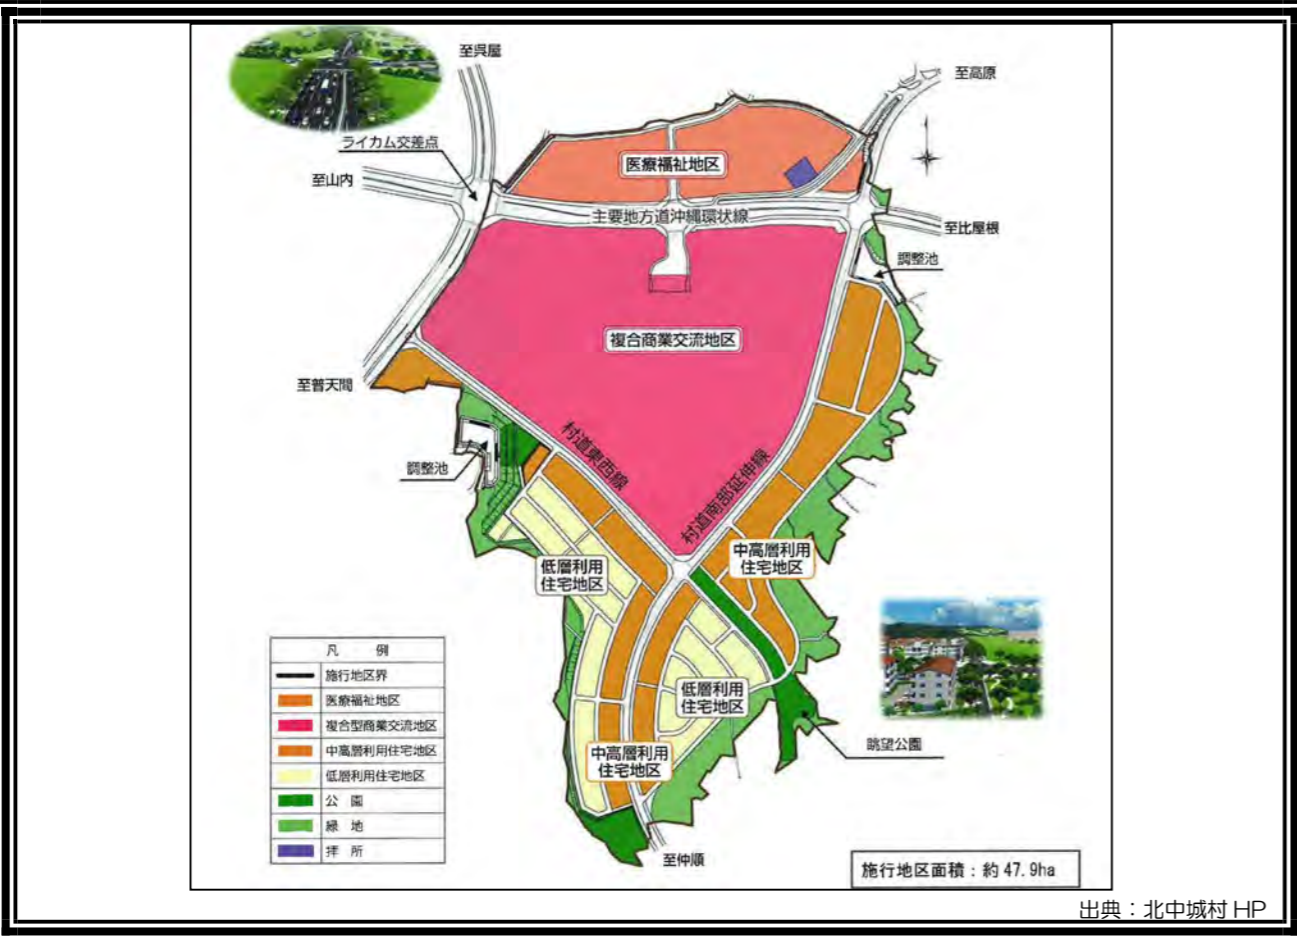 至呉屋
至高原
ライカム交差点
医療福祉地区
至山内
主要地方道沖縄環状線
至比屋根
調整池
複合商業交流地区
至普天間
村道東西線
調整池
村道南部延伸線
中高層利用
住宅地区
低層利用
住宅地区
低層利用
住宅地区
眺望公園
中高層利用
住宅地区
凡 例
施行地区界
医療福祉地区
複合型商業交流地区
中高層利用住宅地区
低層利用住宅地区
公 園
緑 地
拝 所
至仲順
施行地区面積：約47.9ha
出典：北中城村 HP